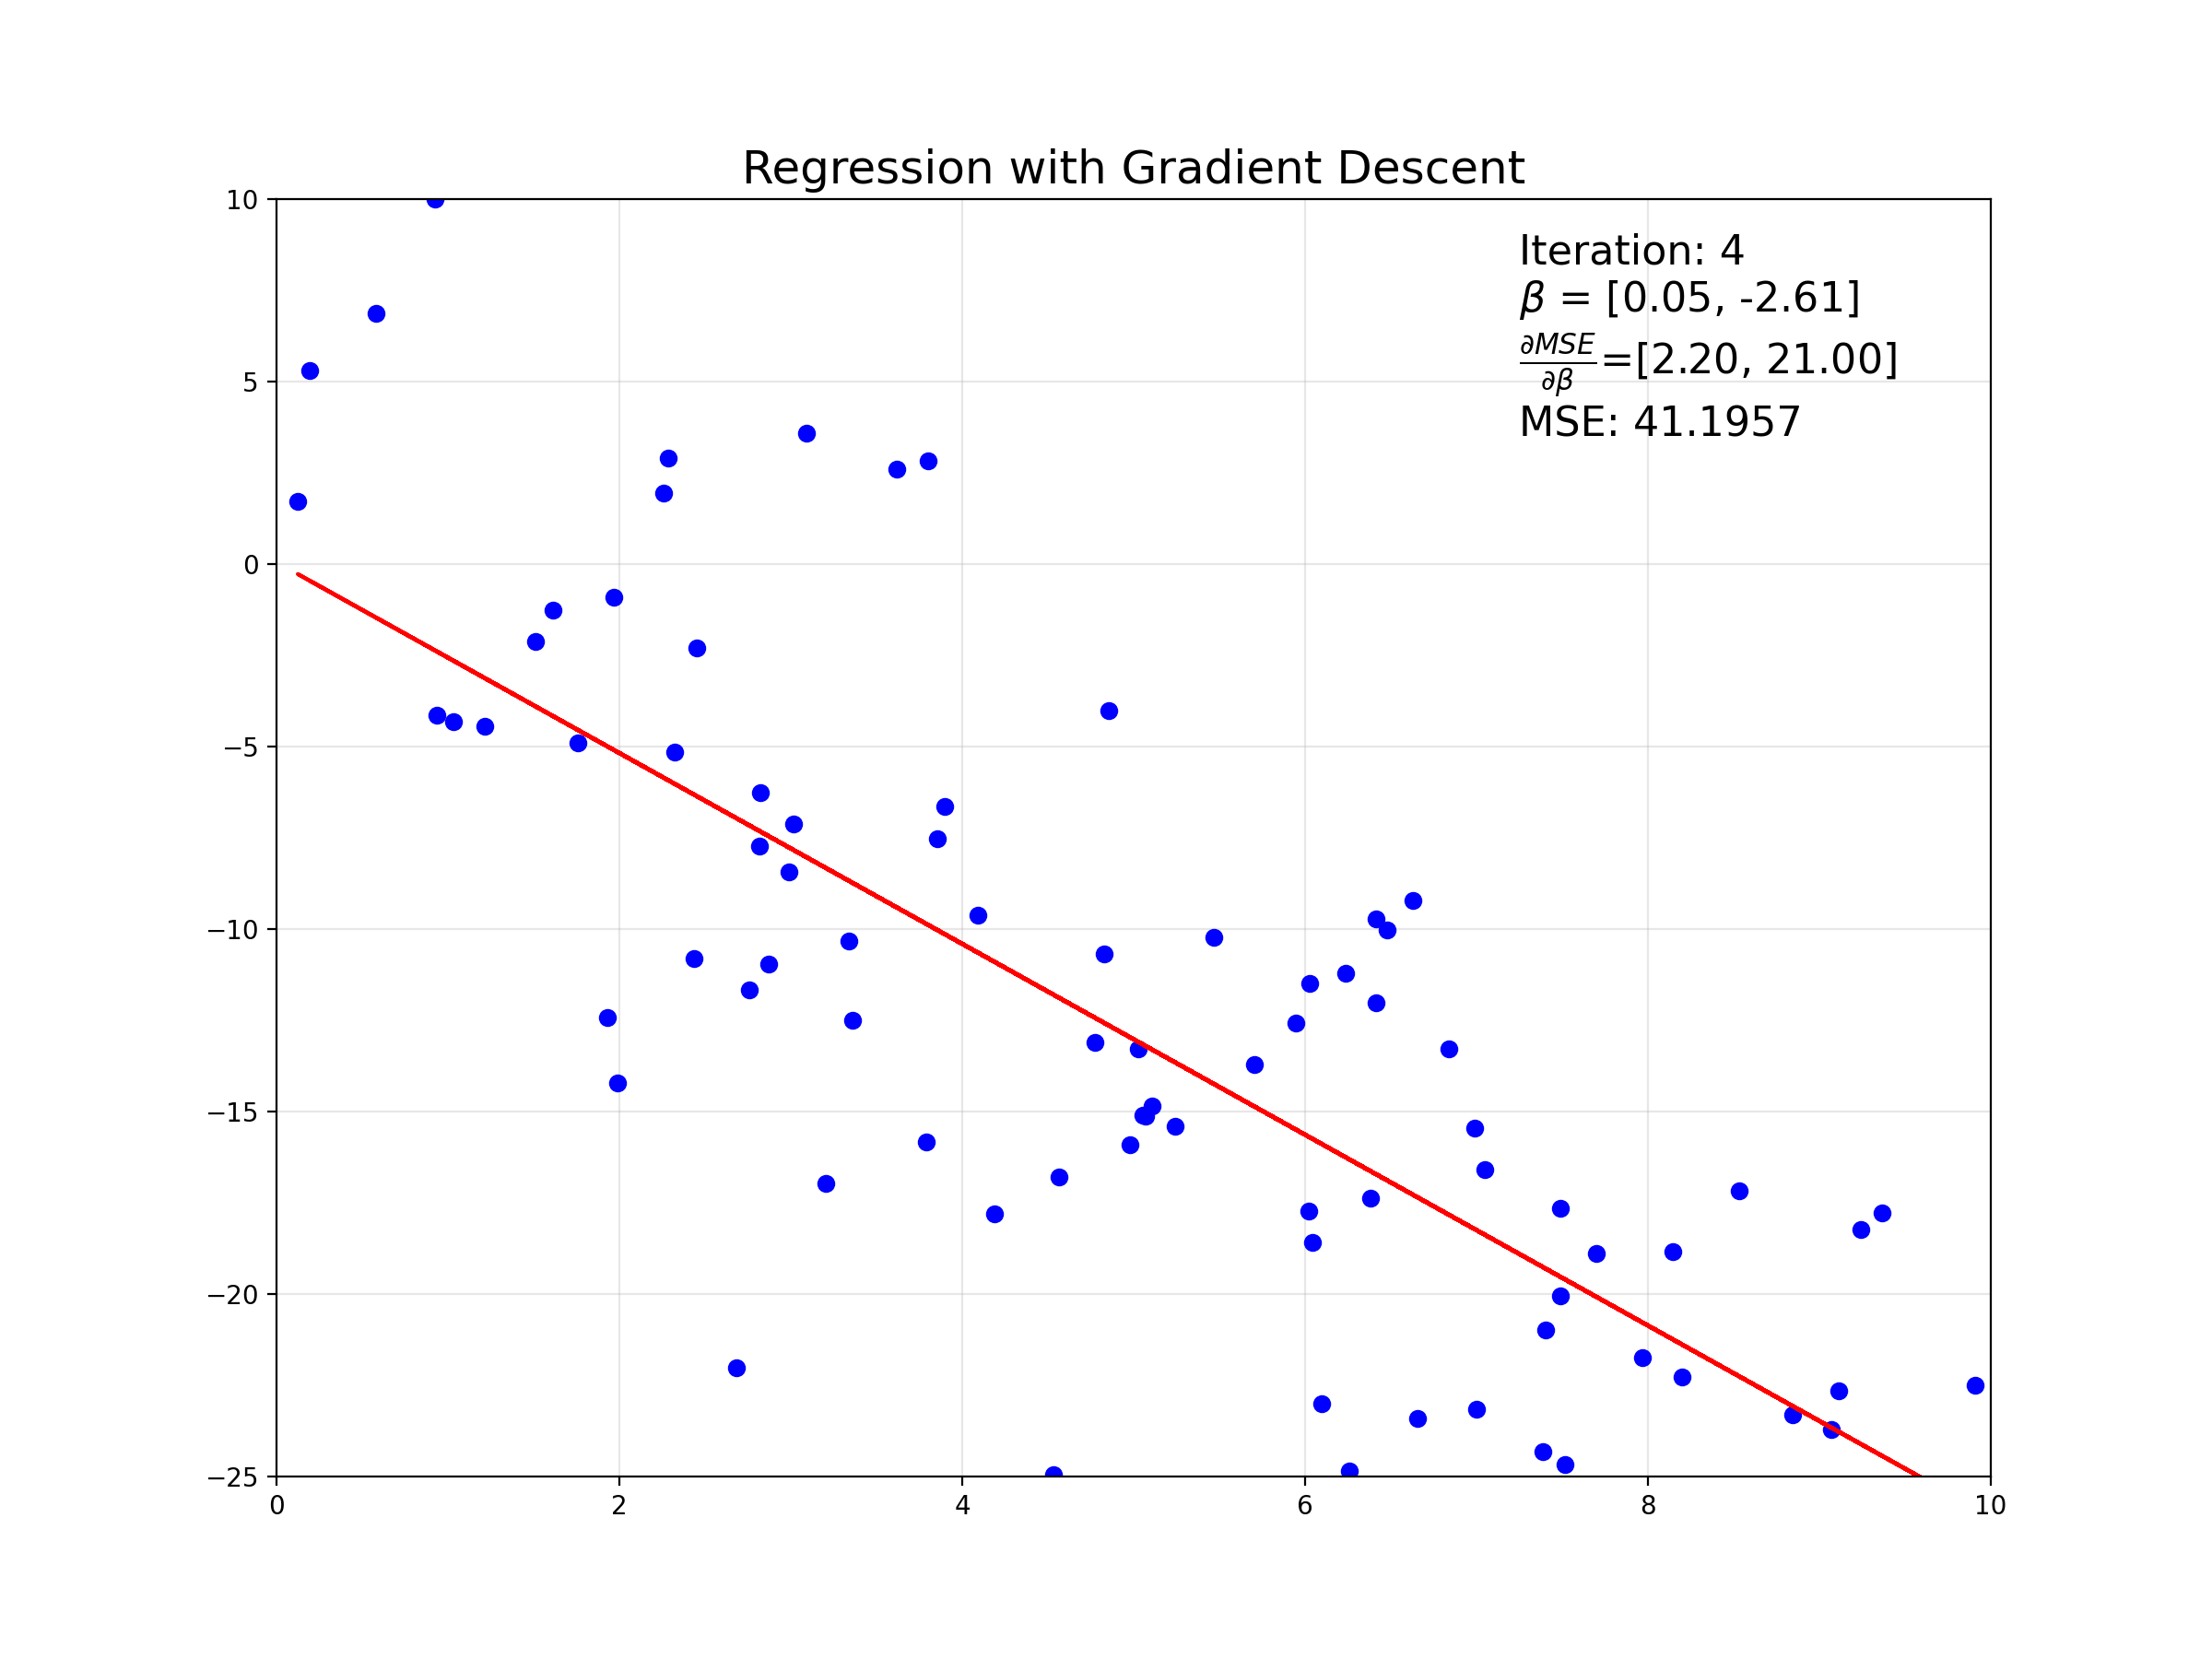 Regression with Gradient Descent
10
5
0
−5
−10
−15
−20
−25
0 2 4 6 8 10
Iteration: 4
β = [0.05, -2.61]
∂MSE/∂β=[2.20, 21.00]
MSE: 41.1957